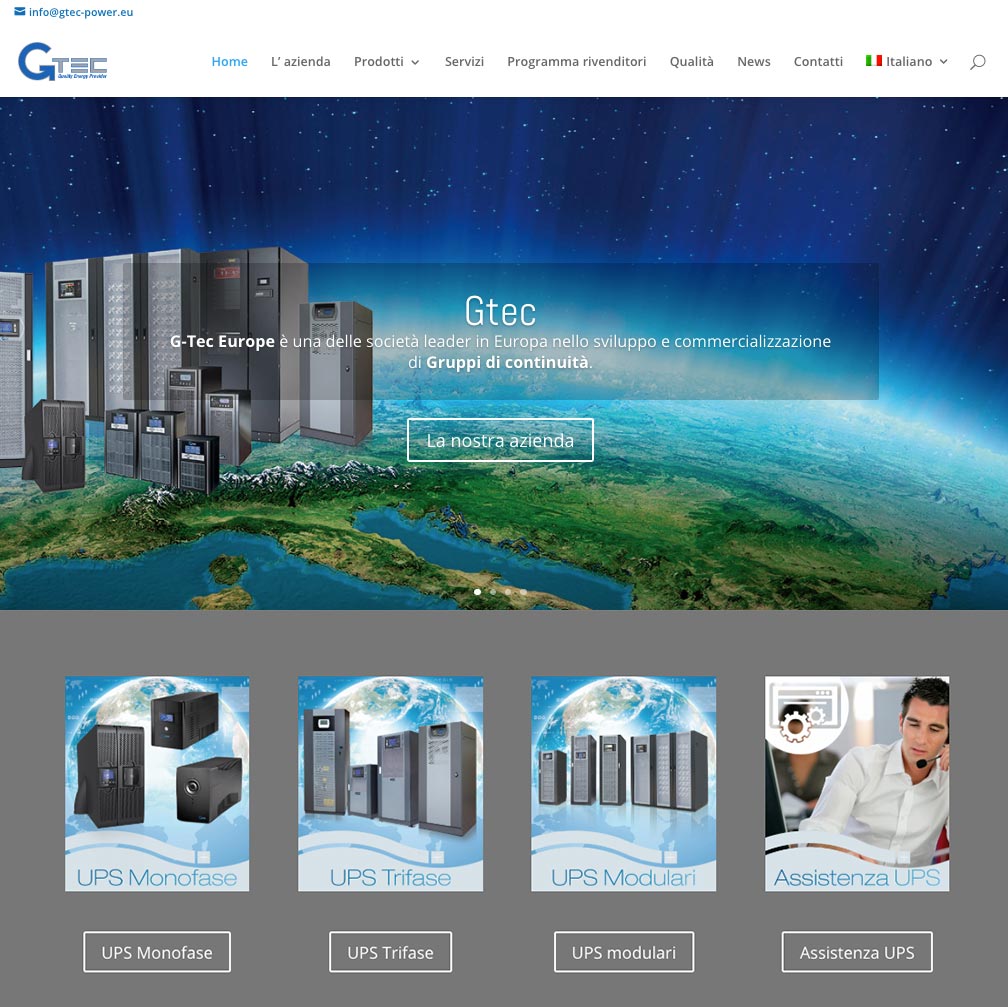 info@gtec-power.eu
GTEC
Quality Energy Provider
Home
L’ azienda
Prodotti
Servizi
Programma rivenditori
Qualità
News
Contatti
Italiano
Gtec
G-Tec Europe è una delle società leader in Europa nello sviluppo e commercializzazione
di Gruppi di continuità.
La nostra azienda
UPS Monofase
UPS Trifase
UPS Modulari
Assistenza UPS
UPS Monofase
UPS Trifase
UPS modulari
Assistenza UPS